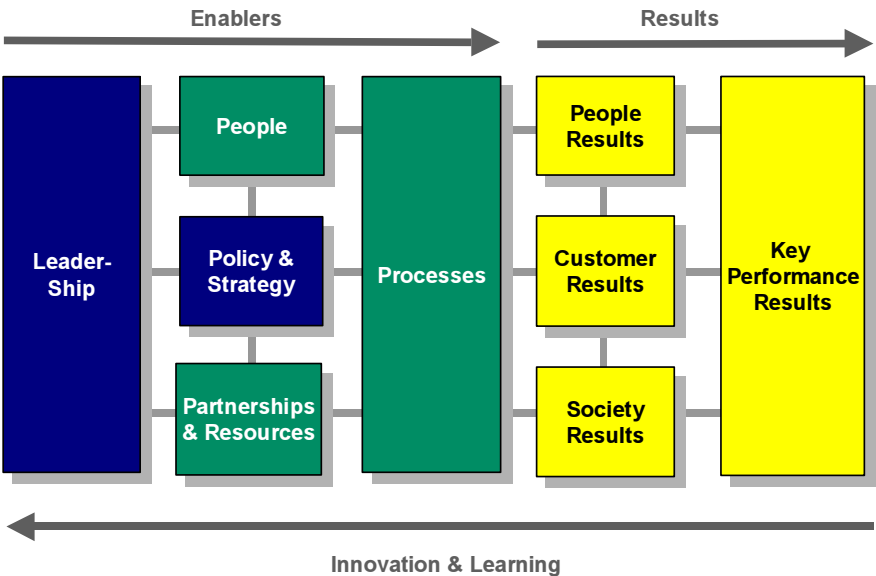 Enablers
Results
Leader-
Ship
People
Policy &
Strategy
Partnerships
& Resources
Processes
People
Results
Customer
Results
Society
Results
Key
Performance
Results
Innovation & Learning